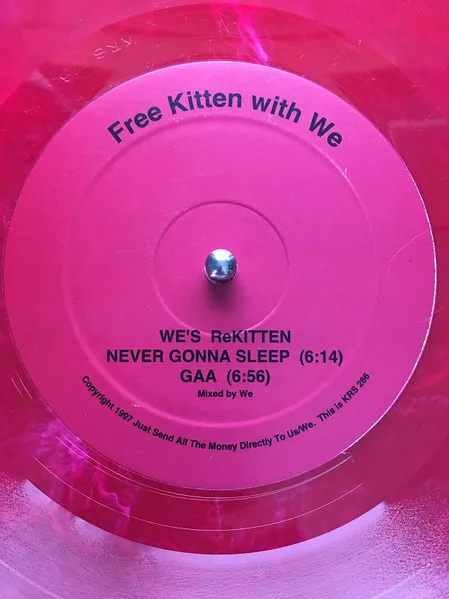 Free Kitten with We
WE'S ReKITTEN
NEVER GONNA SLEEP (6:14)
GAA (6:56)
Mixed by We
Copyright 1997 Just Send All The Money Directly To Us/We. This is KRS 286